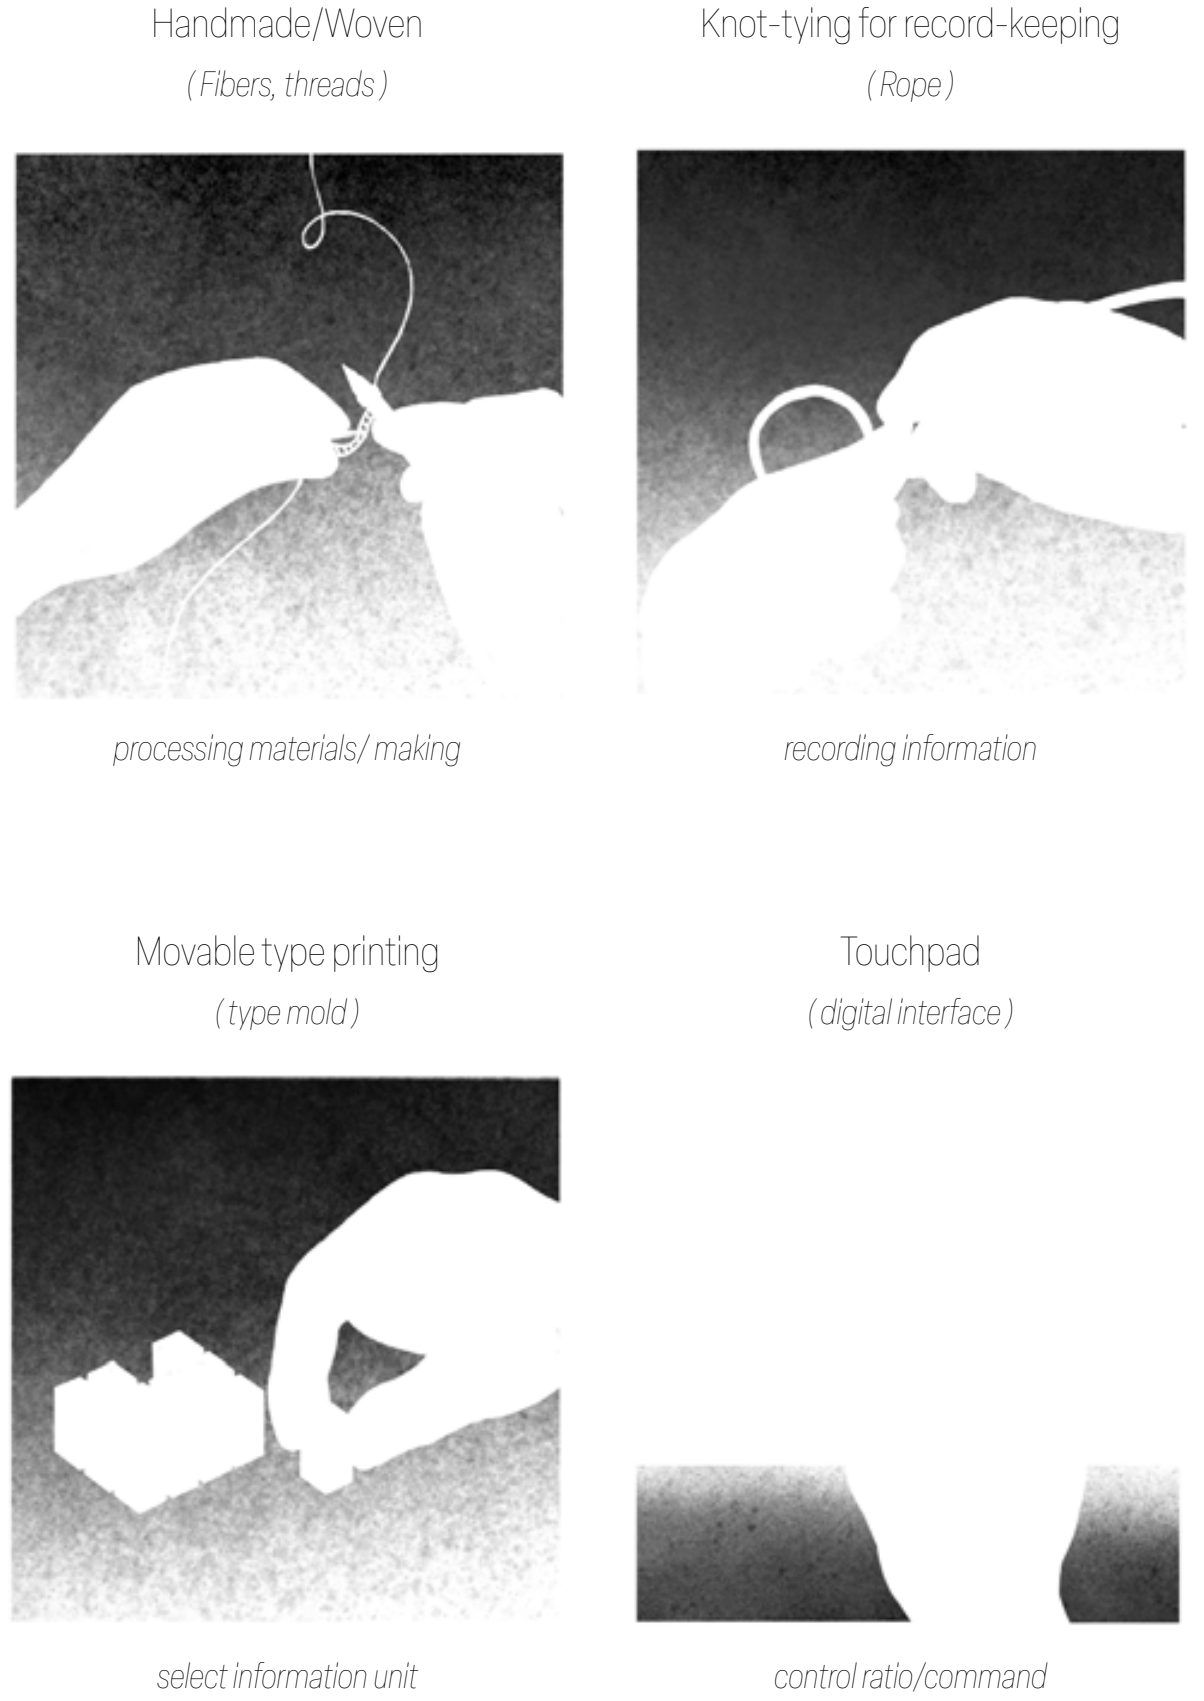 Handmade/Woven
( Fibers, threads )
Knot-tying for record-keeping
( Rope )
processing materials/ making
recording information
Movable type printing
( type mold )
Touchpad
( digital interface )
select information unit
control ratio/command